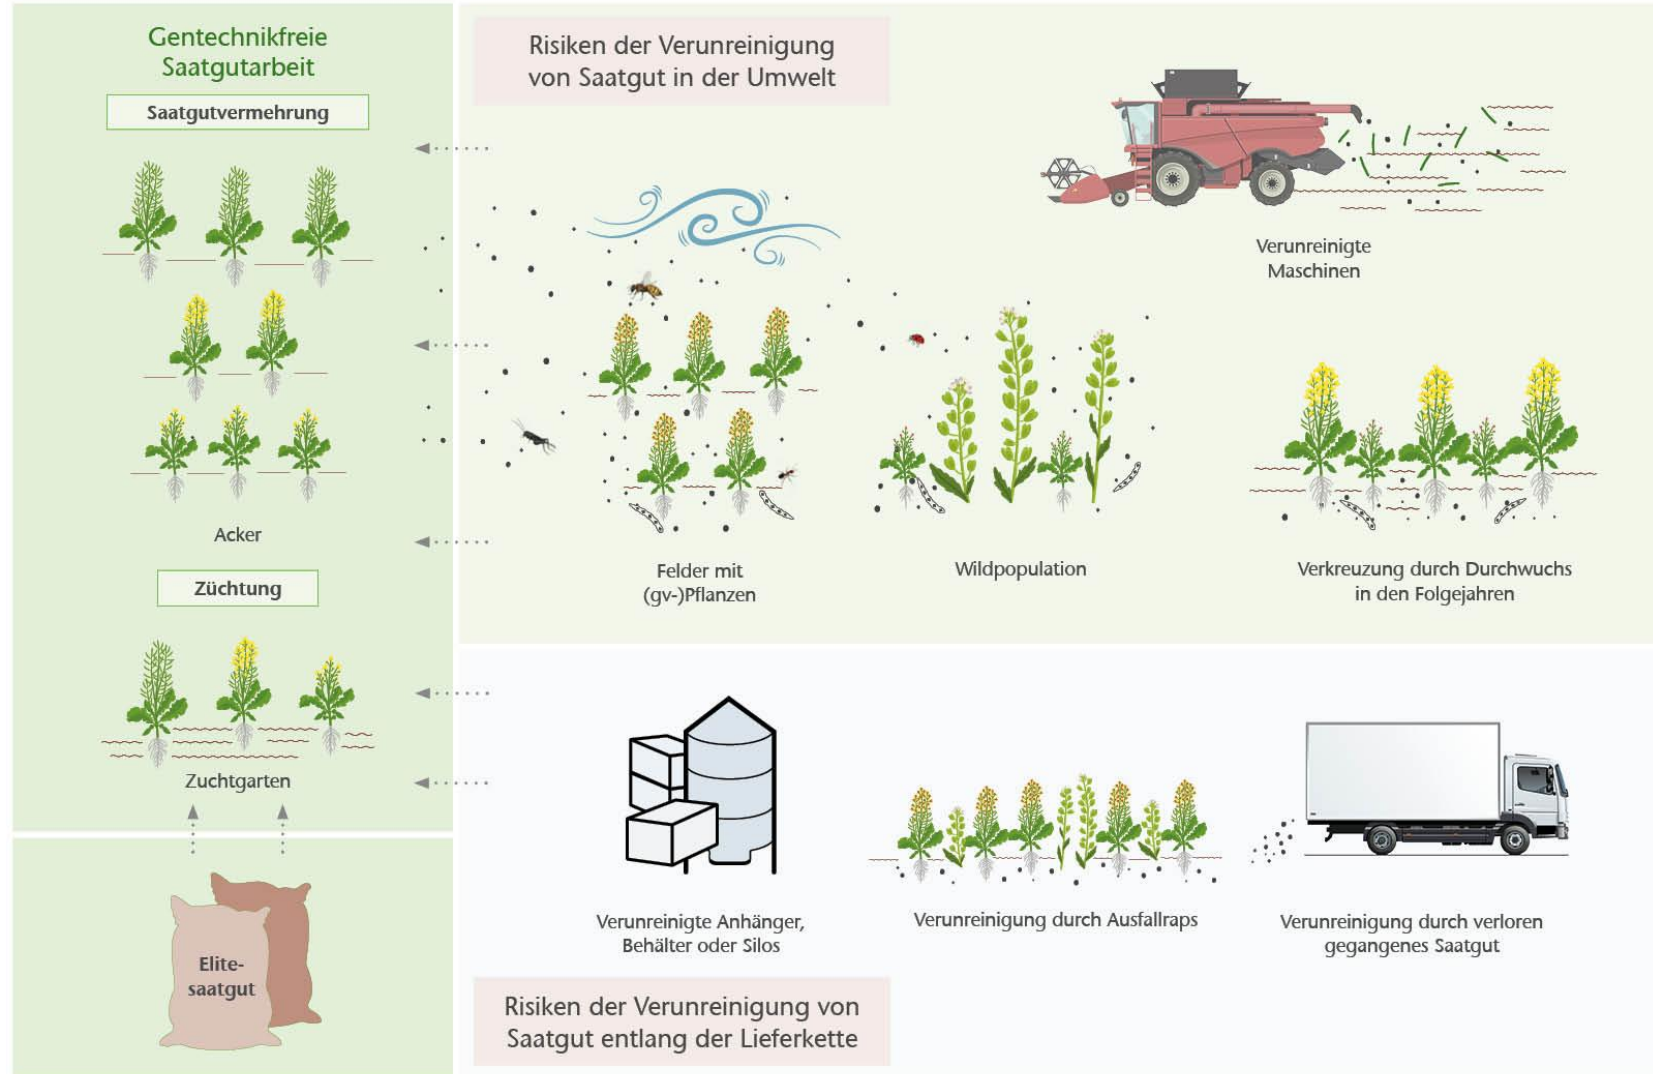 Gentechnikfreie
Saatgutarbeit
Saatgutvermehrung
Acker
Züchtung
Zuchtgarten
Elite-
saatgut
Risiken der Verunreinigung
von Saatgut in der Umwelt
Verunreinigte
Maschinen
Felder mit
(gv-)Pflanzen
Wildpopulation
Verkreuzung durch Durchwuchs
in den Folgejahren
Verunreinigte Anhänger,
Behälter oder Silos
Verunreinigung durch Ausfallraps
Verunreinigung durch verloren
gegangenes Saatgut
Risiken der Verunreinigung von
Saatgut entlang der Lieferkette